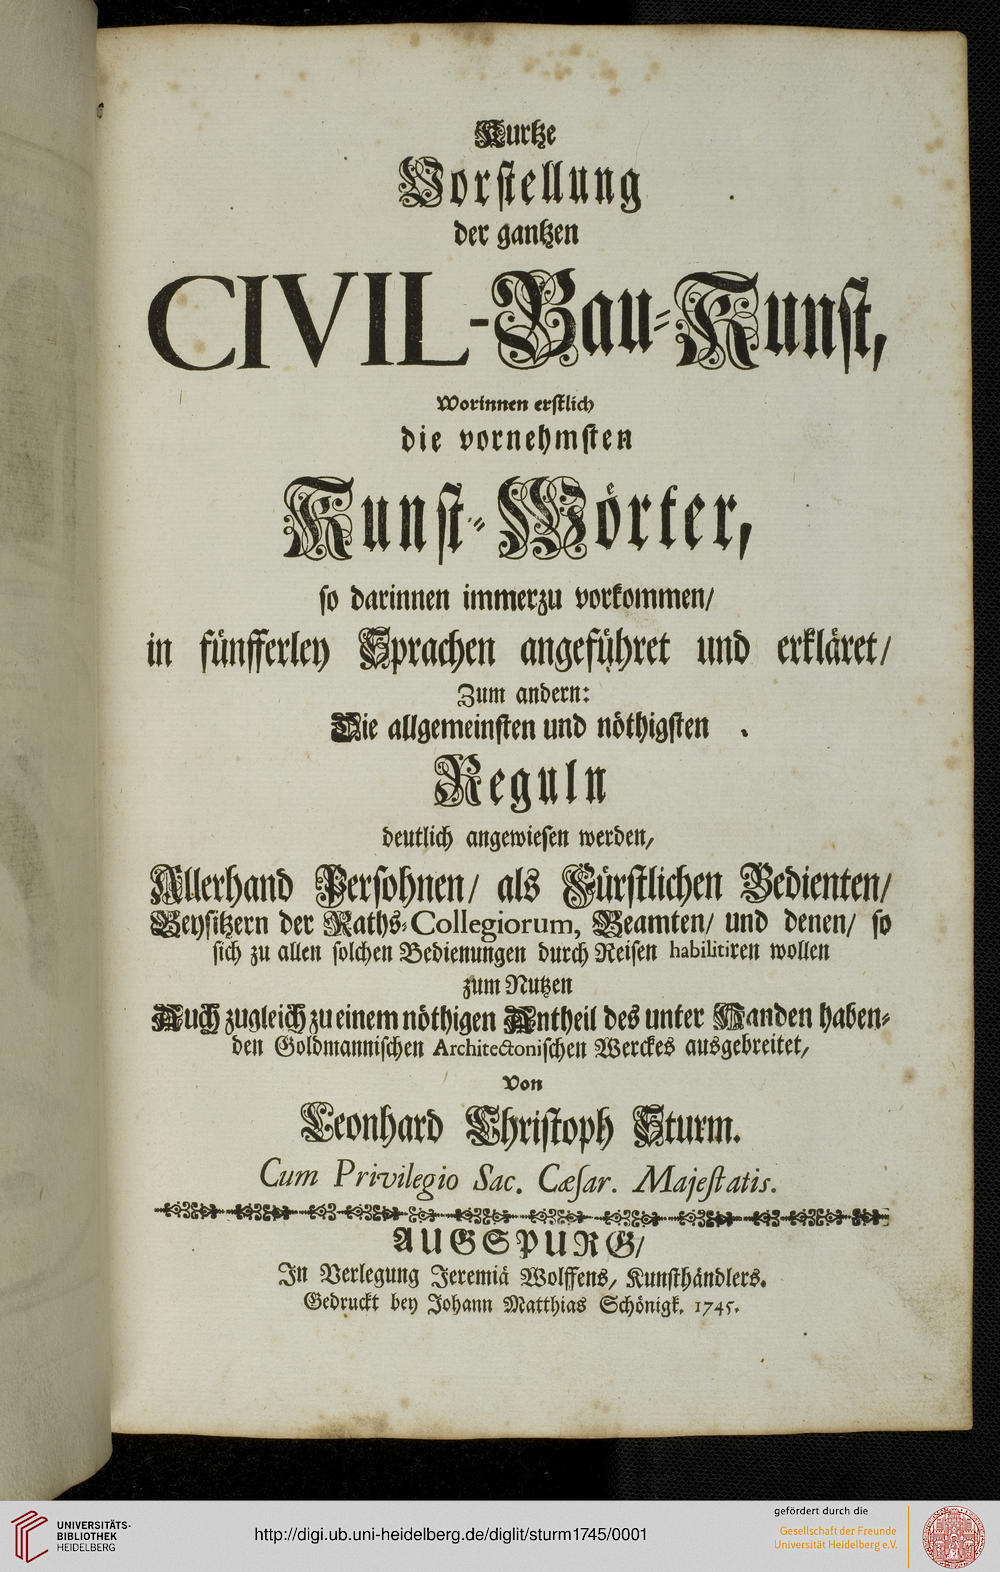 Kurtze
Vorstellung
der gantzen
CIVIL-Bau-Kunst,
Worinnen erstlich
die vornehmsten
Kunst-Wörter,
so darinnen immerzu vorkommen/
in fünfferley Sprachen angeführet und erkläret/
Zum andern:
Die allgemeinsten und nöthigsten
Reguln
deutlich angewiesen werden,
Allerhand Persohnen/ als Fürstlichen Bedienten/
Beysitzern der Raths-Collegiorum, Beamten/ und denen/ so
sich zu allen solchen Bedienungen durch Reisen habilitiren wollen
zum Nutzen
Auch zugleich zu einem nöthigen Antheil des unter Handen haben-
den Goldmannischen Architectonischen Werckes ausgebreitet,
Von
Leonhard Christoph Sturm.
Cum Privilegio Sac. Cæsar. Majestatis.
AUGSPURG/
In Verlegung Jeremiä Wolffens, Kunsthändlers.
Gedruckt bey Johann Matthias Schönigk. 1745.
UNIVERSITÄTS-
BIBLIOTHEK
HEIDELBERG
http://digi.ub.uni-heidelberg.de/diglit/sturm1745/0001
gefördert durch die
Gesellschaft der Freunde
Universität Heidelberg e.V.